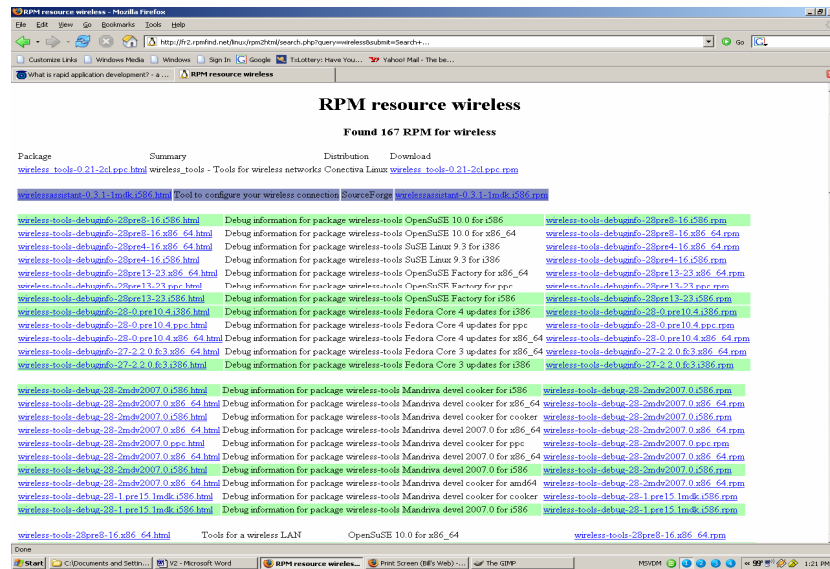 RPM resource wireless - Mozilla Firefox
File Edit View Go Bookmarks Tools Help
http://fr2.rpmfind.net/linux/rpm2html/search.php?query=wireless&submit=Search+...
Go
Customize Links Windows Media Windows Sign In Google TxLottery: Have You... Yahoo! Mail - The be...
What is rapid application development? - a ... RPM resource wireless
RPM resource wireless
Found 167 RPM for wireless
Package Summary Distribution Download
wireless_tools-0.21-2cl.ppc.html wireless_tools - Tools for wireless networks Conectiva Linux wireless_tools-0.21-2cl.ppc.rpm
wirelessassistant-0.3.1-1mdk.i586.html Tool to configure your wireless connection SourceForge wirelessassistant-0.3.1-1mdk.i586.rpm
wireless-tools-debuginfo-28pre8-16.i586.html Debug information for package wireless-tools OpenSuSE 10.0 for i586 wireless-tools-debuginfo-28pre8-16.i586.rpm
wireless-tools-debuginfo-28pre8-16.x86_64.html Debug information for package wireless-tools OpenSuSE 10.0 for x86_64 wireless-tools-debuginfo-28pre8-16.x86_64.rpm
wireless-tools-debuginfo-28pre4-16.x86_64.html Debug information for package wireless-tools SuSE Linux 9.3 for i386 wireless-tools-debuginfo-28pre4-16.x86_64.rpm
wireless-tools-debuginfo-28pre4-16.i586.html Debug information for package wireless-tools SuSE Linux 9.3 for i386 wireless-tools-debuginfo-28pre4-16.i586.rpm
wireless-tools-debuginfo-28pre13-23.x86_64.html Debug information for package wireless-tools OpenSuSE Factory for x86_64 wireless-tools-debuginfo-28pre13-23.x86_64.rpm
wireless-tools-debuginfo-28pre13-23.ppc.html Debug information for package wireless-tools OpenSuSE Factory for ppc wireless-tools-debuginfo-28pre13-23.ppc.rpm
wireless-tools-debuginfo-28pre13-23.i586.html Debug information for package wireless-tools OpenSuSE Factory for i586 wireless-tools-debuginfo-28pre13-23.i586.rpm
wireless-tools-debuginfo-28-0.pre10.4.i386.html Debug information for package wireless-tools Fedora Core 4 updates for i386 wireless-tools-debuginfo-28-0.pre10.4.i386.rpm
wireless-tools-debuginfo-28-0.pre10.4.ppc.html Debug information for package wireless-tools Fedora Core 4 updates for ppc wireless-tools-debuginfo-28-0.pre10.4.ppc.rpm
wireless-tools-debuginfo-28-0.pre10.4.x86_64.html Debug information for package wireless-tools Fedora Core 4 updates for x86_64 wireless-tools-debuginfo-28-0.pre10.4.x86_64.rpm
wireless-tools-debuginfo-27-2.2.0.fc3.x86_64.html Debug information for package wireless-tools Fedora Core 3 updates for x86_64 wireless-tools-debuginfo-27-2.2.0.fc3.x86_64.rpm
wireless-tools-debuginfo-27-2.2.0.fc3.i386.html Debug information for package wireless-tools Fedora Core 3 updates for i386 wireless-tools-debuginfo-27-2.2.0.fc3.i386.rpm
wireless-tools-debug-28-2mdv2007.0.i586.html Debug information for package wireless-tools Mandriva devel cooker for i586 wireless-tools-debug-28-2mdv2007.0.i586.rpm
wireless-tools-debug-28-2mdv2007.0.x86_64.html Debug information for package wireless-tools Mandriva devel cooker for x86_64 wireless-tools-debug-28-2mdv2007.0.x86_64.rpm
wireless-tools-debug-28-2mdv2007.0.i586.html Debug information for package wireless-tools Mandriva devel cooker for cooker wireless-tools-debug-28-2mdv2007.0.i586.rpm
wireless-tools-debug-28-2mdv2007.0.x86_64.html Debug information for package wireless-tools Mandriva devel 2007.0 for x86_64 wireless-tools-debug-28-2mdv2007.0.x86_64.rpm
wireless-tools-debug-28-2mdv2007.0.ppc.html Debug information for package wireless-tools Mandriva devel cooker for ppc wireless-tools-debug-28-2mdv2007.0.ppc.rpm
wireless-tools-debug-28-2mdv2007.0.x86_64.html Debug information for package wireless-tools Mandriva devel 2007.0 for x86_64 wireless-tools-debug-28-2mdv2007.0.x86_64.rpm
wireless-tools-debug-28-2mdv2007.0.i586.html Debug information for package wireless-tools Mandriva devel 2007.0 for i586 wireless-tools-debug-28-2mdv2007.0.i586.rpm
wireless-tools-debug-28-2mdv2007.0.x86_64.html Debug information for package wireless-tools Mandriva devel cooker for amd64 wireless-tools-debug-28-2mdv2007.0.x86_64.rpm
wireless-tools-debug-28-1.pre15.1mdk.i586.html Debug information for package wireless-tools Mandriva devel cooker for cooker wireless-tools-debug-28-1.pre15.1mdk.i586.rpm
wireless-tools-debug-28-1.pre15.1mdk.i586.html Debug information for package wireless-tools Mandriva devel 2007.0 for i586 wireless-tools-debug-28-1.pre15.1mdk.i586.rpm
wireless-tools-28pre8-16.x86_64.html Tools for a wireless LAN OpenSuSE 10.0 for x86_64 wireless-tools-28pre8-16.x86_64.rpm
Done
Start C:\Documents and Settin... V2 - Microsoft Word RPM resource wireles... Print Screen (Bill's Web) -... The GIMP MSVDM 1 2 3 4 « 99° 1:21 PM